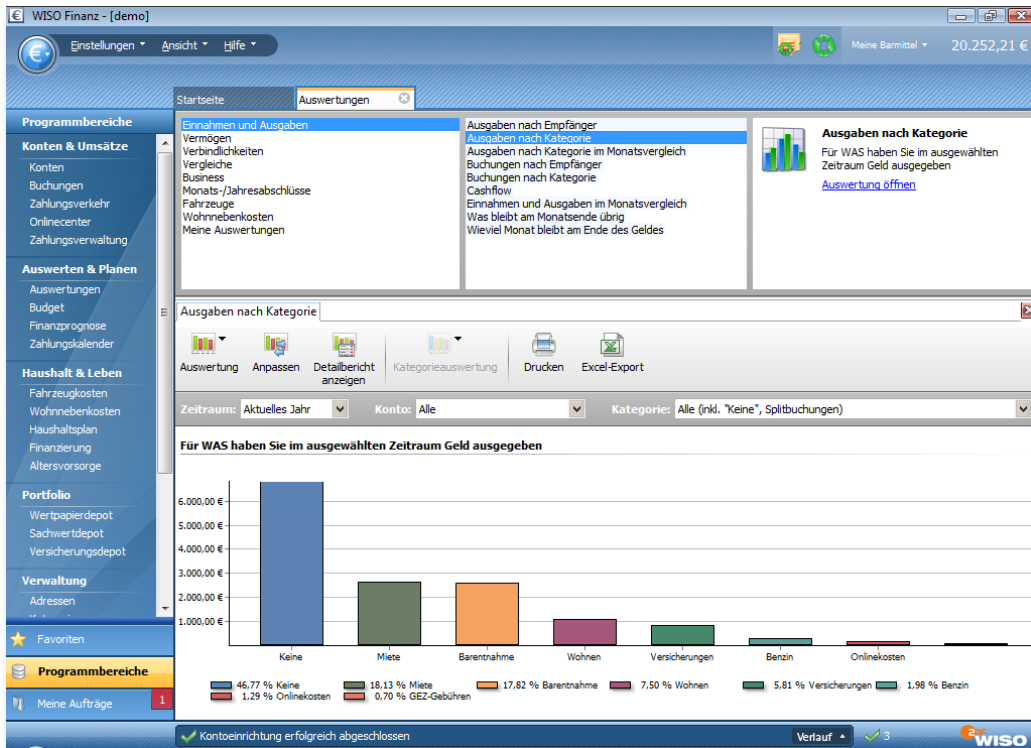 WISO Finanz - [demo]
Einstellungen Ansicht Hilfe
Meine Barmittel 20.252,21 €
Startseite Auswertungen
Programmbereiche
Konten & Umsätze
Konten
Buchungen
Zahlungsverkehr
Onlinecenter
Zahlungsverwaltung
Auswerten & Planen
Auswertungen
Budget
Finanzprognose
Zahlungskalender
Haushalt & Leben
Fahrzeugkosten
Wohnnebenkosten
Haushaltsplan
Finanzierung
Altersvorsorge
Portfolio
Wertpapierdepot
Sachwertdepot
Versicherungsdepot
Verwaltung
Adressen
Favoriten
Programmbereiche
Meine Aufträge 1
Einnahmen und Ausgaben
Vermögen
Verbindlichkeiten
Vergleiche
Business
Monats-/Jahresabschlüsse
Fahrzeuge
Wohnnebenkosten
Meine Auswertungen
Ausgaben nach Empfänger
Ausgaben nach Kategorie
Ausgaben nach Kategorie im Monatsvergleich
Buchungen nach Empfänger
Buchungen nach Kategorie
Cashflow
Einnahmen und Ausgaben im Monatsvergleich
Was bleibt am Monatsende übrig
Wieviel Monat bleibt am Ende des Geldes
Ausgaben nach Kategorie
Für WAS haben Sie im ausgewählten
Zeitraum Geld ausgegeben
Auswertung öffnen
Ausgaben nach Kategorie
Auswertung Anpassen Detailbericht anzeigen Kategorieauswertung Drucken Excel-Export
Zeitraum: Aktuelles Jahr Konto: Alle Kategorie: Alle (inkl. "Keine", Splitbuchungen)
Für WAS haben Sie im ausgewählten Zeitraum Geld ausgegeben
6.000,00 €
5.000,00 €
4.000,00 €
3.000,00 €
2.000,00 €
1.000,00 €
Keine Miete Barentnahme Wohnen Versicherungen Benzin Onlinekosten
46,77 % Keine 18,13 % Miete 17,82 % Barentnahme 7,50 % Wohnen 5,81 % Versicherungen 1,98 % Benzin
1,29 % Onlinekosten 0,70 % GEZ-Gebühren
Kontoeinrichtung erfolgreich abgeschlossen
Verlauf 3
WISO